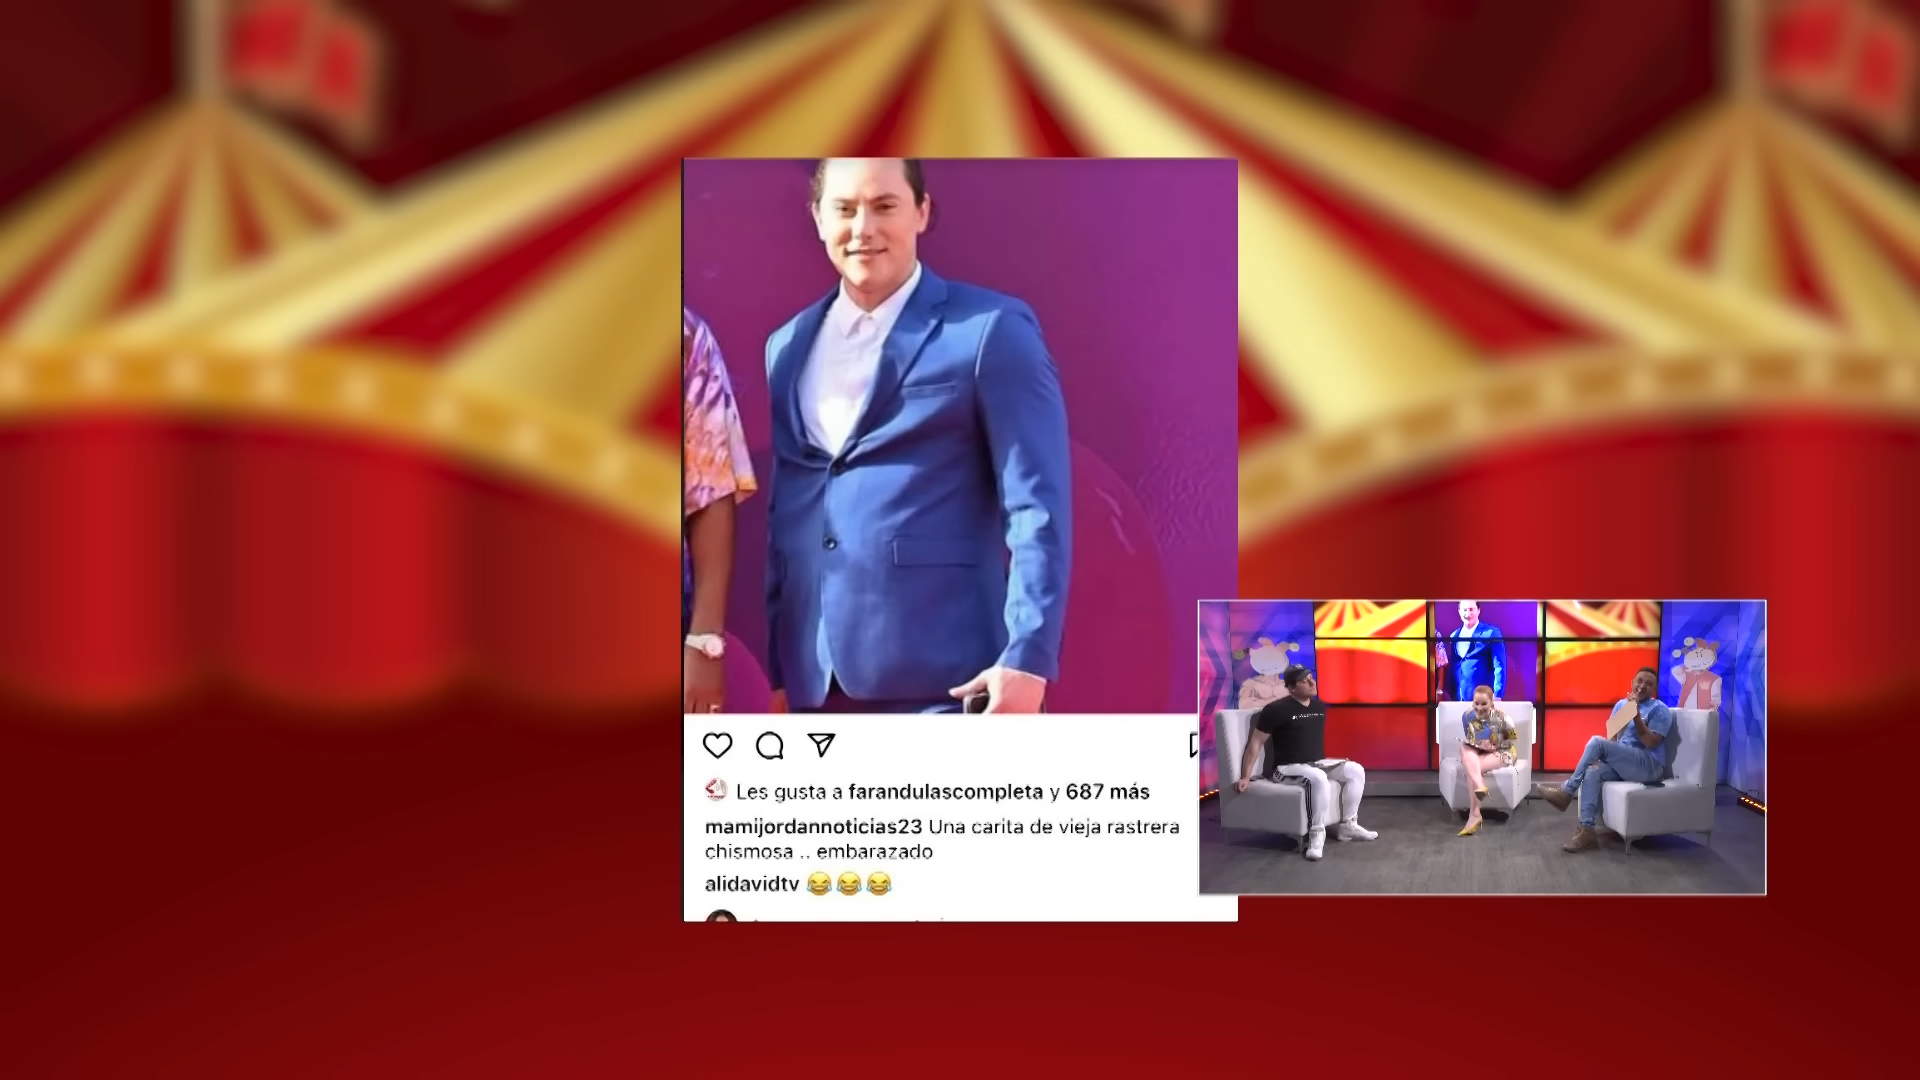 Les gusta a farandulascompleta y 687 más
mamijordannoticias23 Una carita de vieja rastrera
chismosa .. embarazado
alidavidtv 😂😂😂